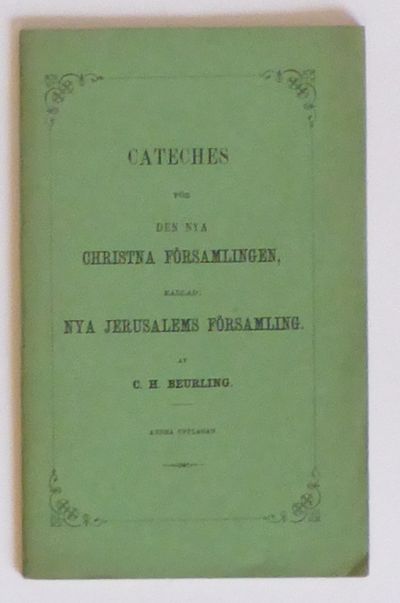 CATECHES
FÖR
DEN NYA
CHRISTNA FÖRSAMLINGEN,
KALLAD:
NYA JERUSALEMS FÖRSAMLING.
AF
C. H. BEURLING.
ANDRA UPPLAGAN